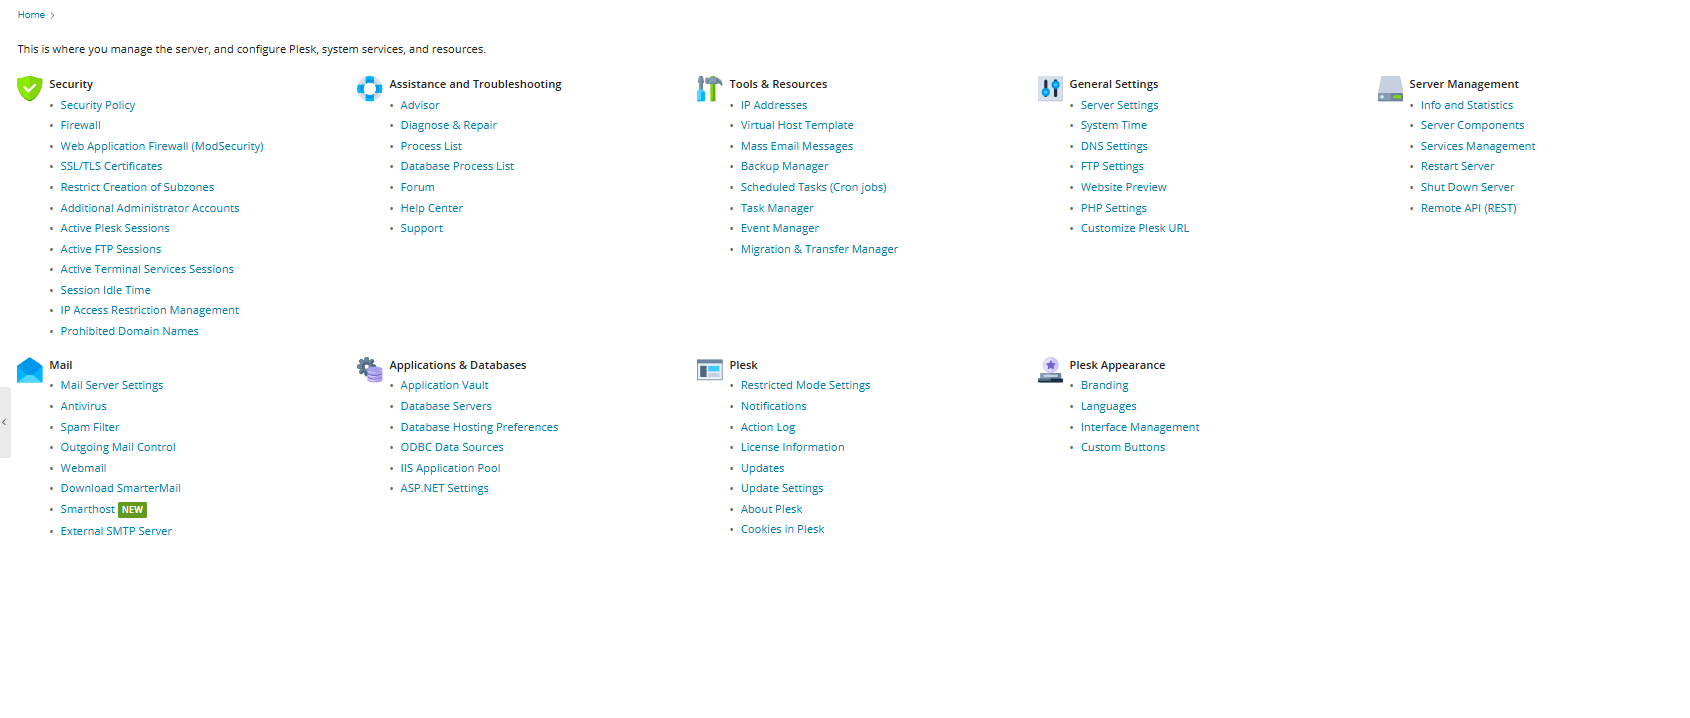 Home >
This is where you manage the server, and configure Plesk, system services, and resources.
Security
• Security Policy
• Firewall
• Web Application Firewall (ModSecurity)
• SSL/TLS Certificates
• Restrict Creation of Subzones
• Additional Administrator Accounts
• Active Plesk Sessions
• Active FTP Sessions
• Active Terminal Services Sessions
• Session Idle Time
• IP Access Restriction Management
• Prohibited Domain Names
Assistance and Troubleshooting
• Advisor
• Diagnose & Repair
• Process List
• Database Process List
• Forum
• Help Center
• Support
Tools & Resources
• IP Addresses
• Virtual Host Template
• Mass Email Messages
• Backup Manager
• Scheduled Tasks (Cron jobs)
• Task Manager
• Event Manager
• Migration & Transfer Manager
General Settings
• Server Settings
• System Time
• DNS Settings
• FTP Settings
• Website Preview
• PHP Settings
• Customize Plesk URL
Server Management
• Info and Statistics
• Server Components
• Services Management
• Restart Server
• Shut Down Server
• Remote API (REST)
Mail
• Mail Server Settings
• Antivirus
• Spam Filter
• Outgoing Mail Control
• Webmail
• Download SmarterMail
• Smarthost NEW
• External SMTP Server
Applications & Databases
• Application Vault
• Database Servers
• Database Hosting Preferences
• ODBC Data Sources
• IIS Application Pool
• ASP.NET Settings
Plesk
• Restricted Mode Settings
• Notifications
• Action Log
• License Information
• Updates
• Update Settings
• About Plesk
• Cookies in Plesk
Plesk Appearance
• Branding
• Languages
• Interface Management
• Custom Buttons